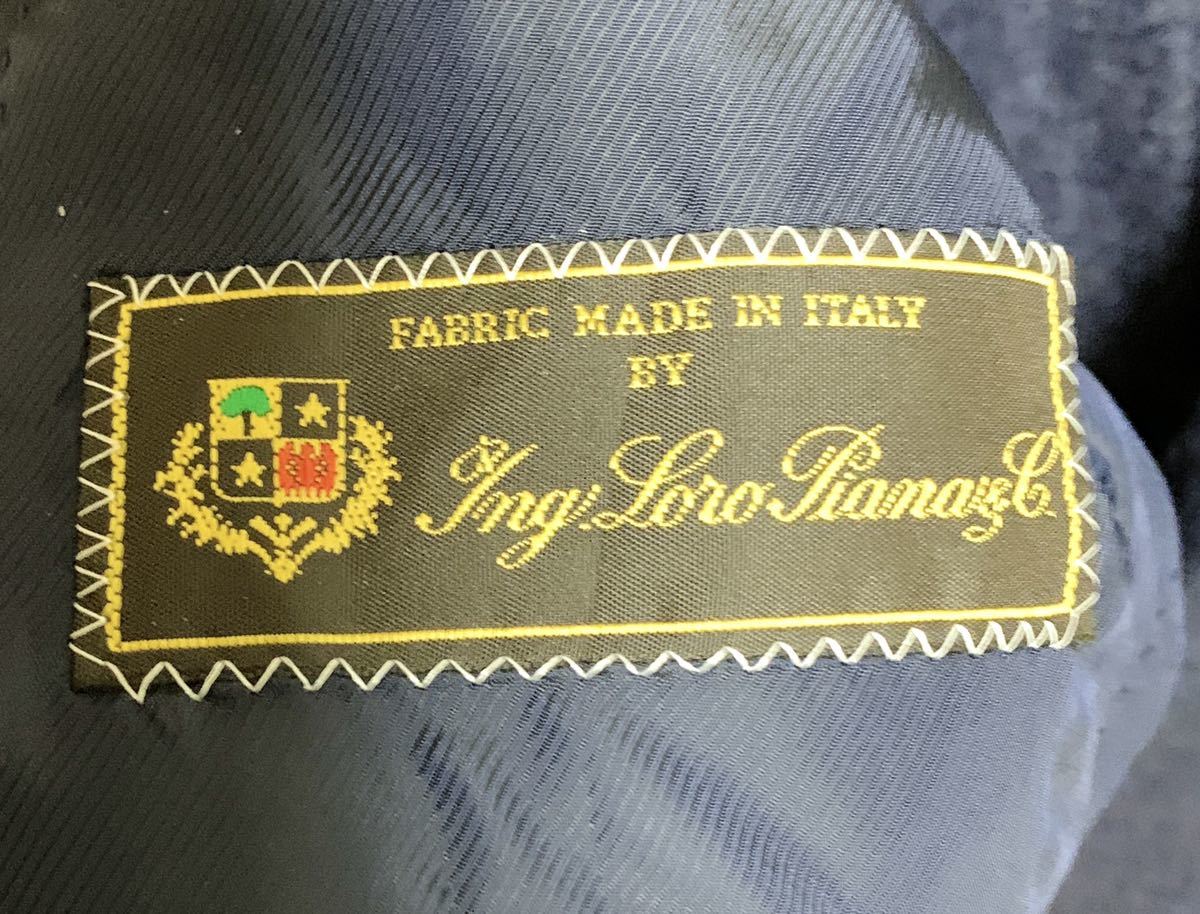 FABRIC MADE IN ITALY
BY
Ing. Loro Piana & C.